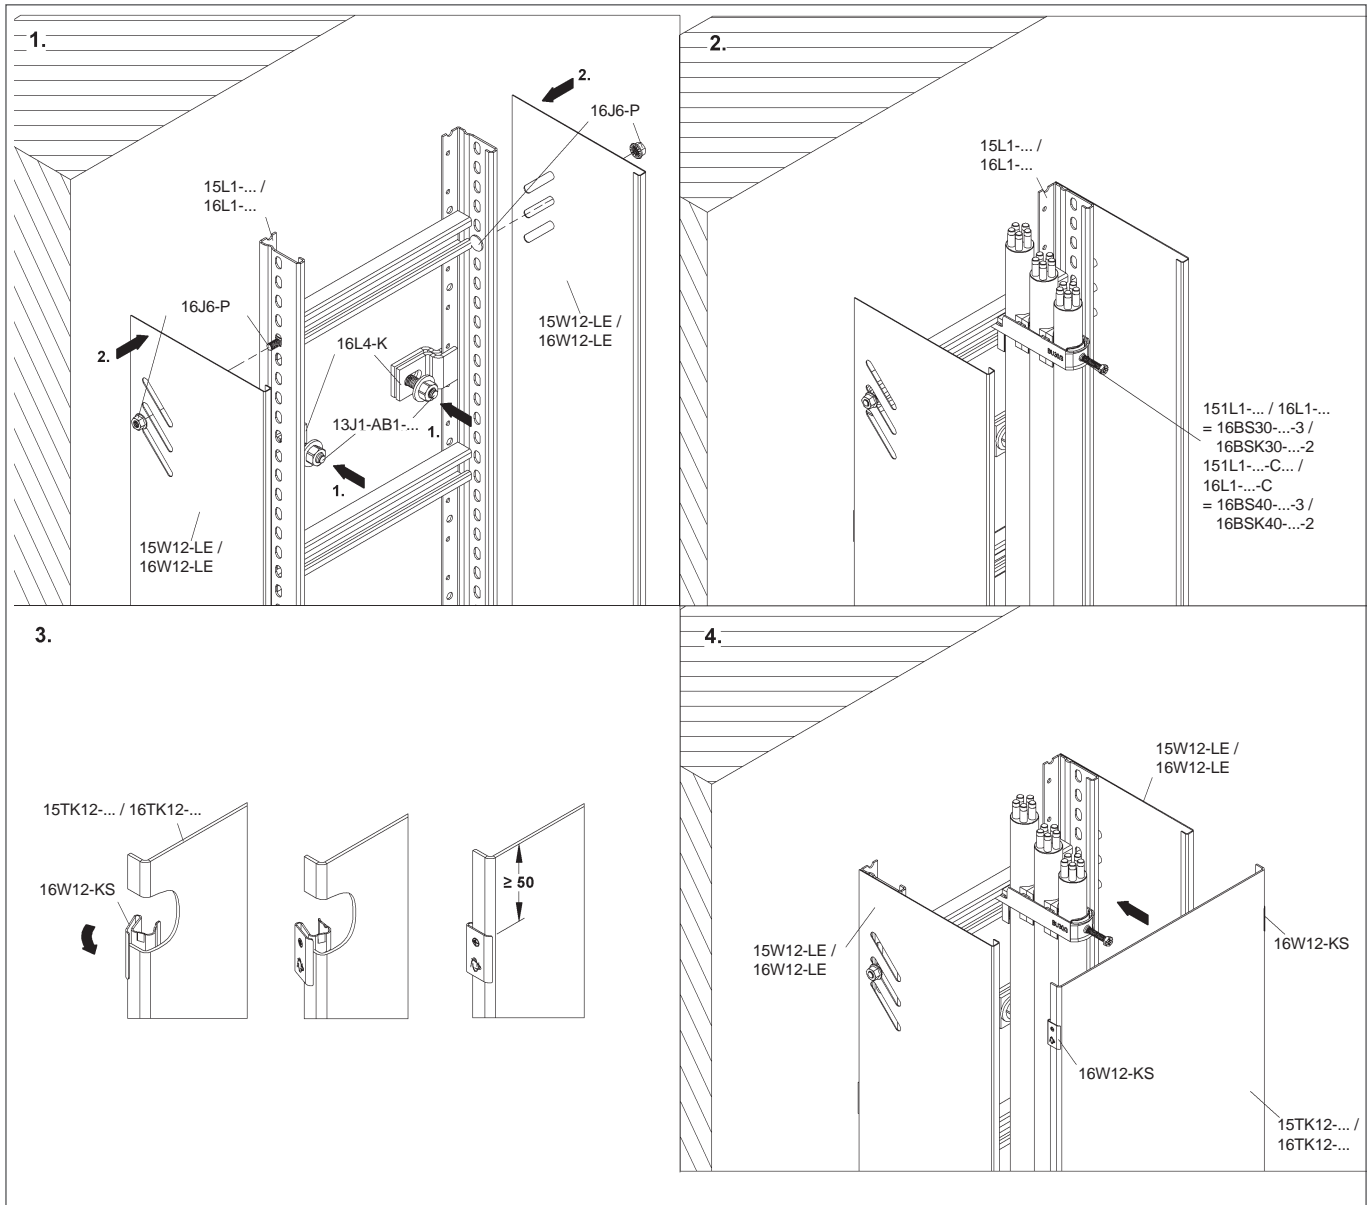 1.
2.
16J6-P
15L1-... /
16L1-...
16J6-P
2.
16L4-K
15W12-LE /
16W12-LE
13J1-AB1-...
1.
1.
15W12-LE /
16W12-LE
2.
15L1-... /
16L1-...
151L1-... / 16L1-...
= 16BS30-...-3 /
16BSK30-...-2
151L1-...-C... /
16L1-...-C
= 16BS40-...-3 /
16BSK40-...-2
3.
15TK12-... / 16TK12-...
16W12-KS
≥ 50
4.
15W12-LE /
16W12-LE
15W12-LE /
16W12-LE
16W12-KS
16W12-KS
15TK12-... /
16TK12-...